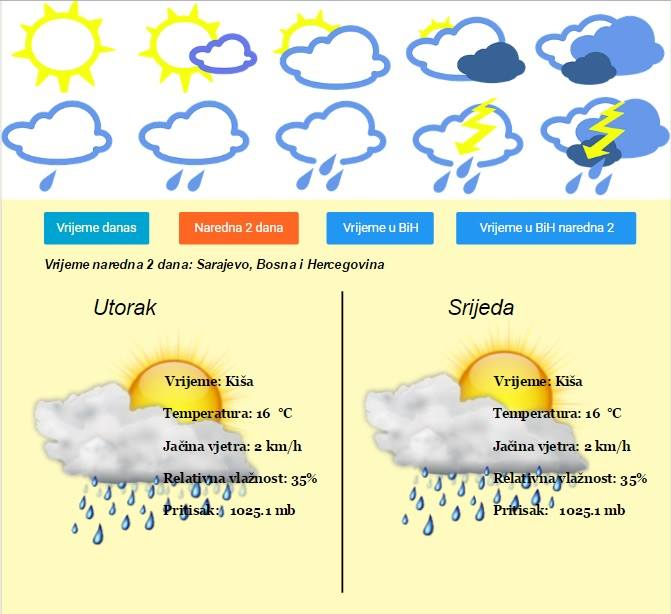 Vrijeme danas
Naredna 2 dana
Vrijeme u BiH
Vrijeme u BiH naredna 2
Vrijeme naredna 2 dana: Sarajevo, Bosna i Hercegovina
Utorak
Vrijeme: Kiša
Temperatura: 16 °C
Jačina vjetra: 2 km/h
Relativna vlažnost: 35%
Pritisak: 1025.1 mb
Srijeda
Vrijeme: Kiša
Temperatura: 16 °C
Jačina vjetra: 2 km/h
Relativna vlažnost: 35%
Pritisak: 1025.1 mb